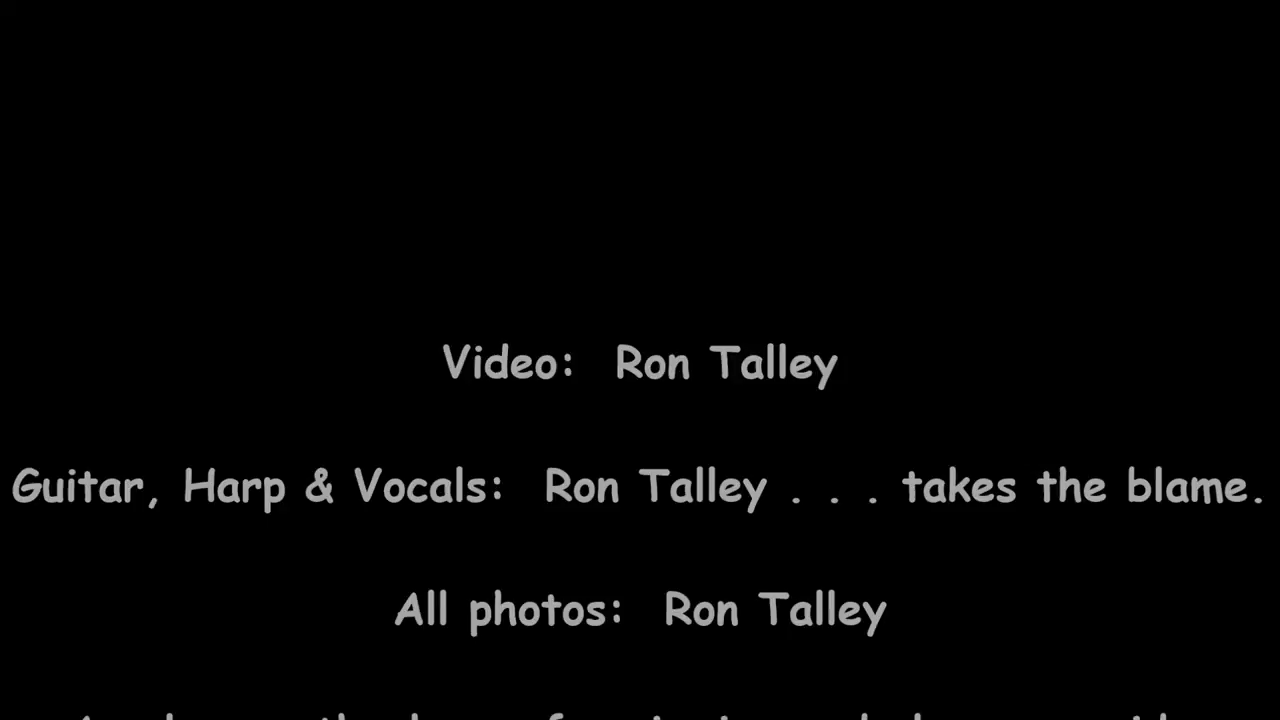 Video: Ron Talley
Guitar, Harp & Vocals: Ron Talley . . . takes the blame.
All photos: Ron Talley